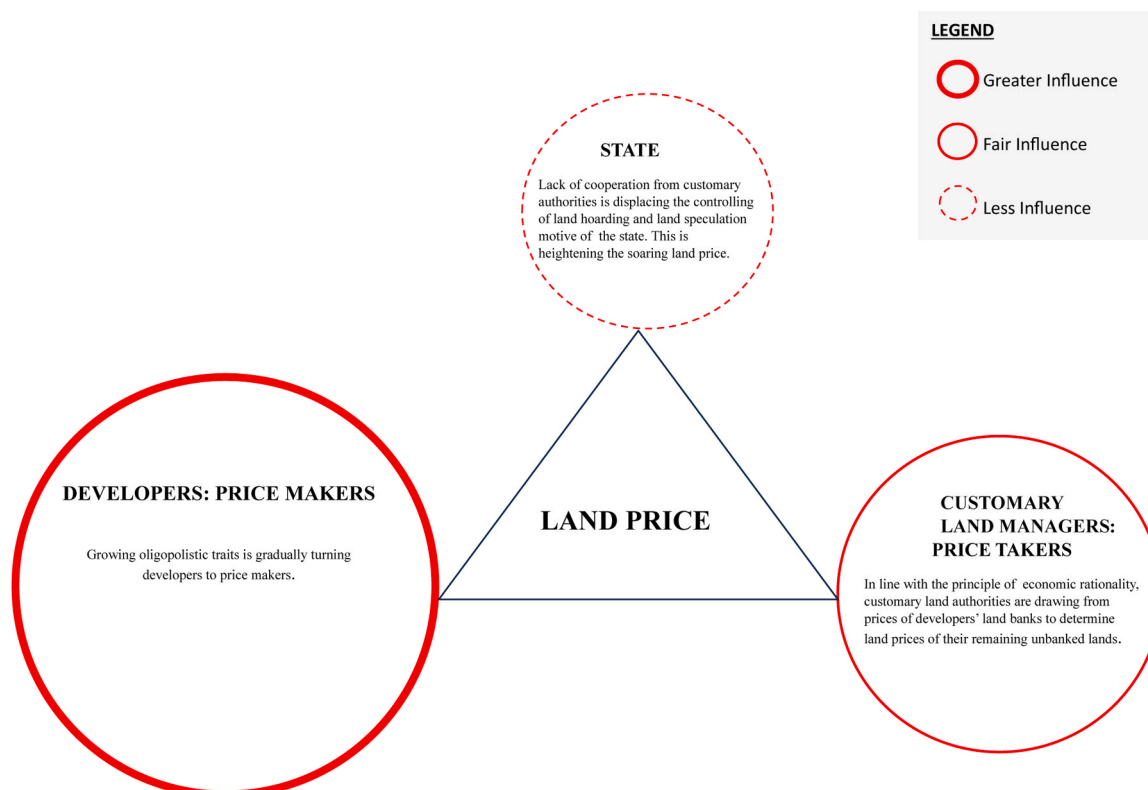 LEGEND
Greater Influence
Fair Influence
Less Influence
STATE
Lack of cooperation from customary
authorities is displacing the controlling
of land hoarding and land speculation
motive of the state. This is
heightening the soaring land price.
DEVELOPERS: PRICE MAKERS
Growing oligopolistic traits is gradually turning
developers to price makers.
LAND PRICE
CUSTOMARY
LAND MANAGERS:
PRICE TAKERS
In line with the principle of economic rationality,
customary land authorities are drawing from
prices of developers’ land banks to determine
land prices of their remaining unbanked lands.